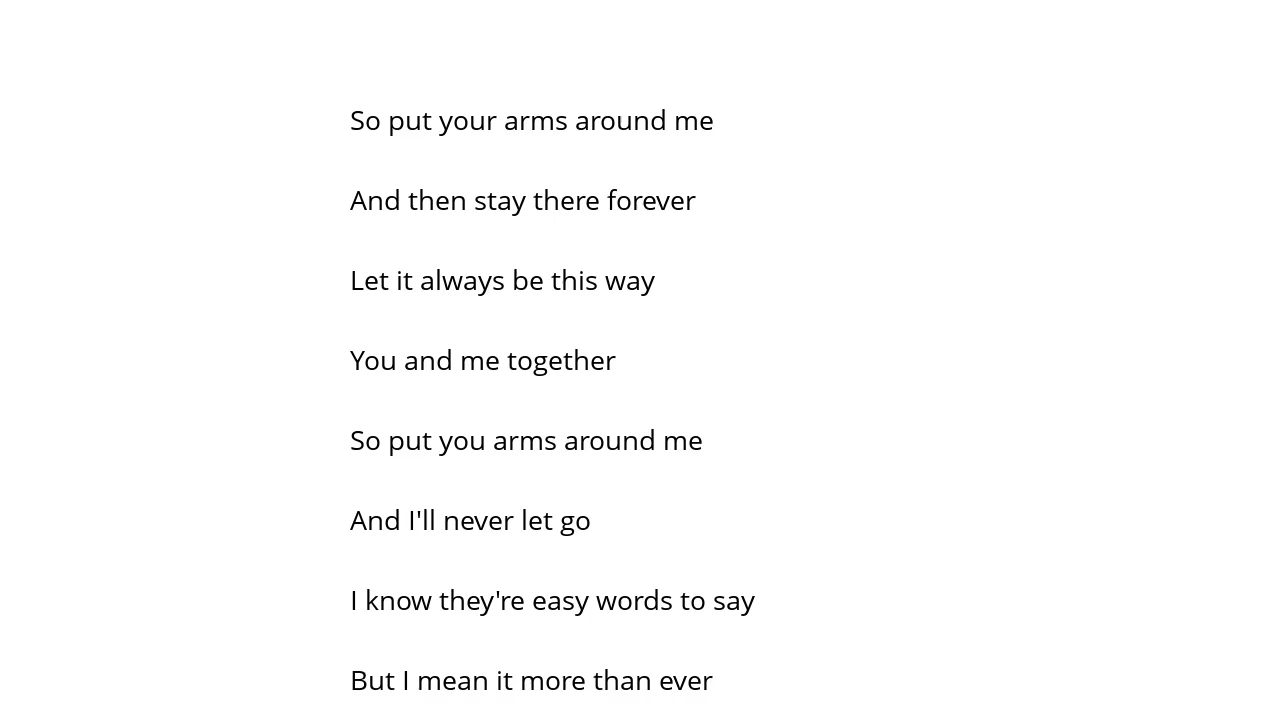 So put your arms around me
And then stay there forever
Let it always be this way
You and me together
So put you arms around me
And I'll never let go
I know they're easy words to say
But I mean it more than ever